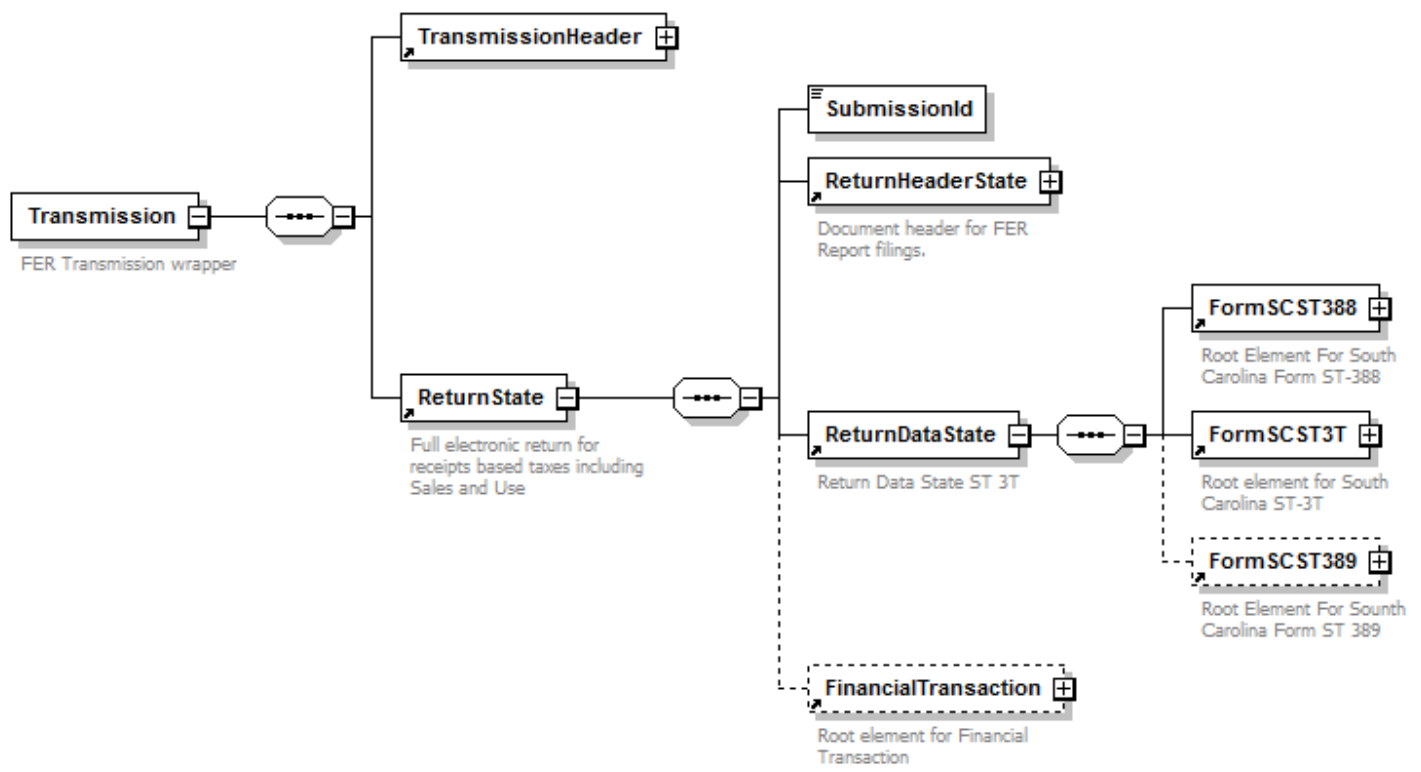 TransmissionHeader
SubmissionId
ReturnHeaderState
Document header for FER
Report filings.
Transmission
FER Transmission wrapper
FormSCST388
Root Element For South
Carolina Form ST-388
ReturnState
Full electronic return for
receipts based taxes including
Sales and Use
ReturnDataState
Return Data State ST 3T
FormSCST3T
Root element for South
Carolina ST-3T
FormSCST389
Root Element For Sounth
Carolina Form ST 389
FinancialTransaction
Root element for Financial
Transaction